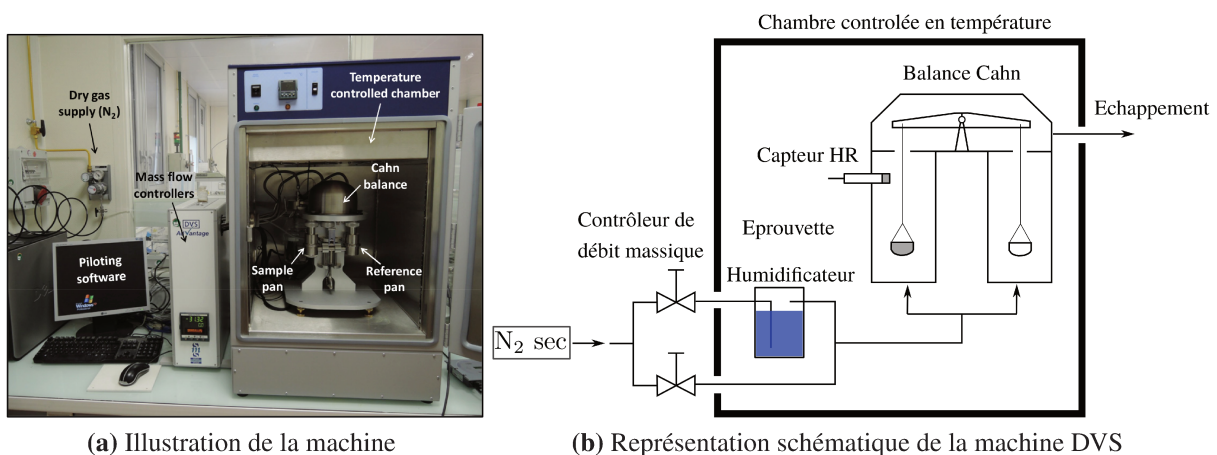 Dry gas
supply (N₂)
Mass flow
controllers
Temperature
controlled chamber
Cahn
balance
DVS
Piloting
software
Windows
Sample
pan
Reference
pan
(a) Illustration de la machine
Chambre controlée en température
Balance Cahn
Echappement
Capteur HR
Contrôleur de
débit massique
Eprouvette
Humidificateur
N₂ sec
(b) Représentation schématique de la machine DVS